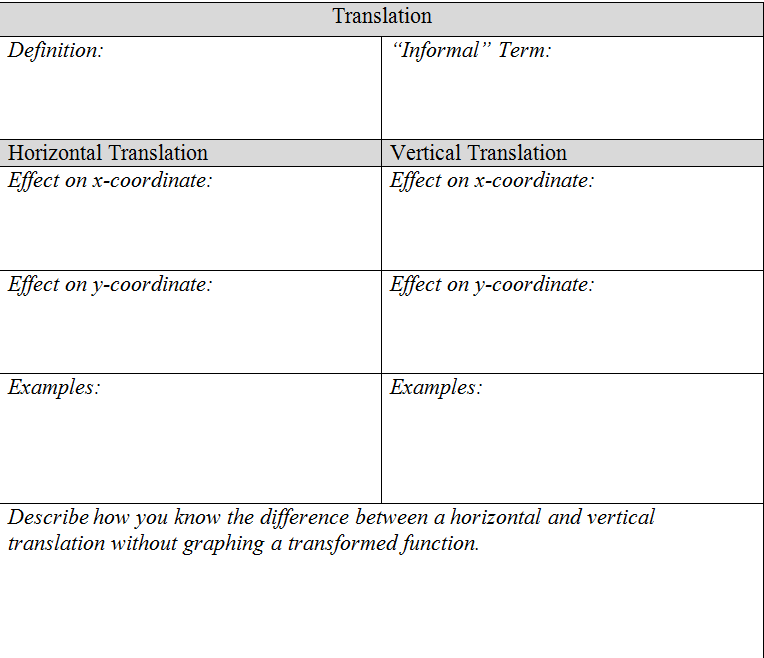 Translation
Definition:
“Informal” Term:
Horizontal Translation
Vertical Translation
Effect on x-coordinate:
Effect on x-coordinate:
Effect on y-coordinate:
Effect on y-coordinate:
Examples:
Examples:
Describe how you know the difference between a horizontal and vertical
translation without graphing a transformed function.